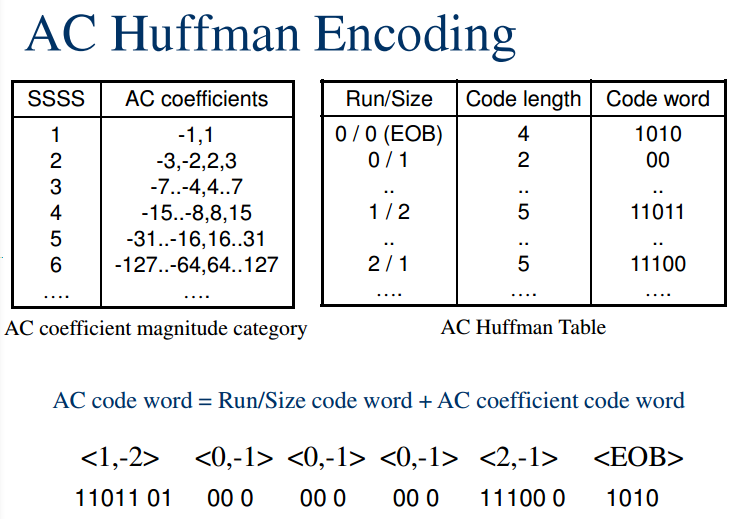 AC Huffman Encoding
SSSS AC coefficients
1 -1,1
2 -3,-2,2,3
3 -7..-4,4..7
4 -15..-8,8,15
5 -31..-16,16..31
6 -127..-64,64..127
.... ....
AC coefficient magnitude category
Run/Size Code length Code word
0 / 0 (EOB) 4 1010
0 / 1 2 00
.. .. ..
1 / 2 5 11011
.. .. ..
2 / 1 5 11100
.... .... ....
AC Huffman Table
AC code word = Run/Size code word + AC coefficient code word
<1,-2> <0,-1> <0,-1> <0,-1> <2,-1> <EOB>
11011 01 00 0 00 0 00 0 11100 0 1010